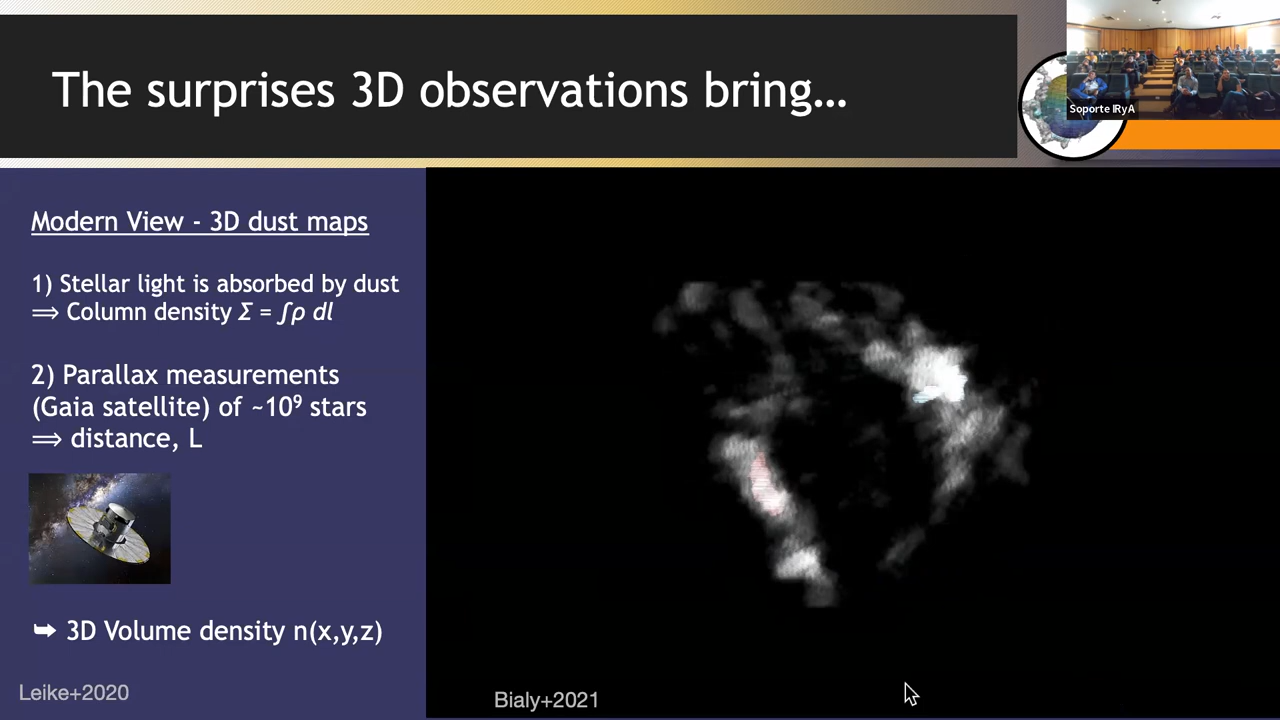 The surprises 3D observations bring…
Soporte IRyA
Modern View - 3D dust maps
1) Stellar light is absorbed by dust
⟹ Column density Σ = ∫ρ dl
2) Parallax measurements
(Gaia satellite) of ~10⁹ stars
⟹ distance, L
➥ 3D Volume density n(x,y,z)
Leike+2020
Bialy+2021